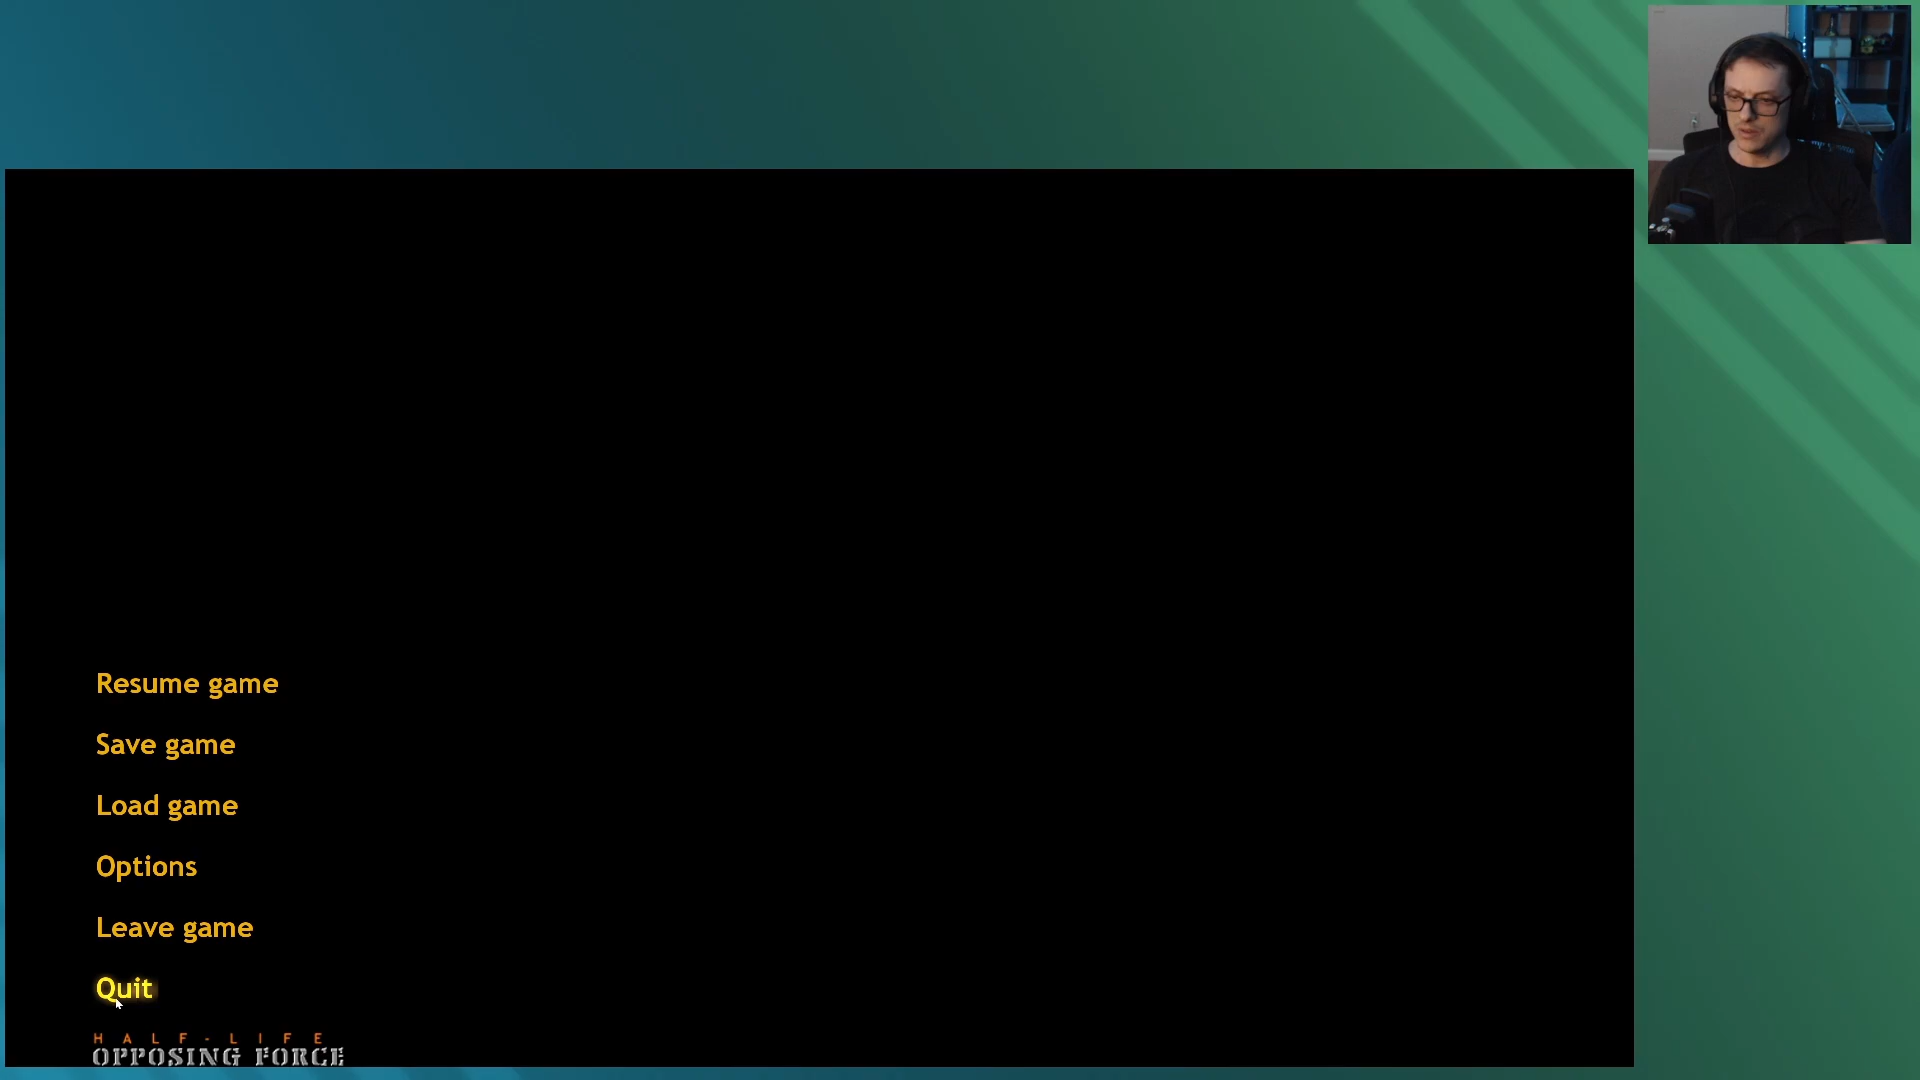 Resume game
Save game
Load game
Options
Leave game
Quit
HALF-LIFE
OPPOSING FORCE